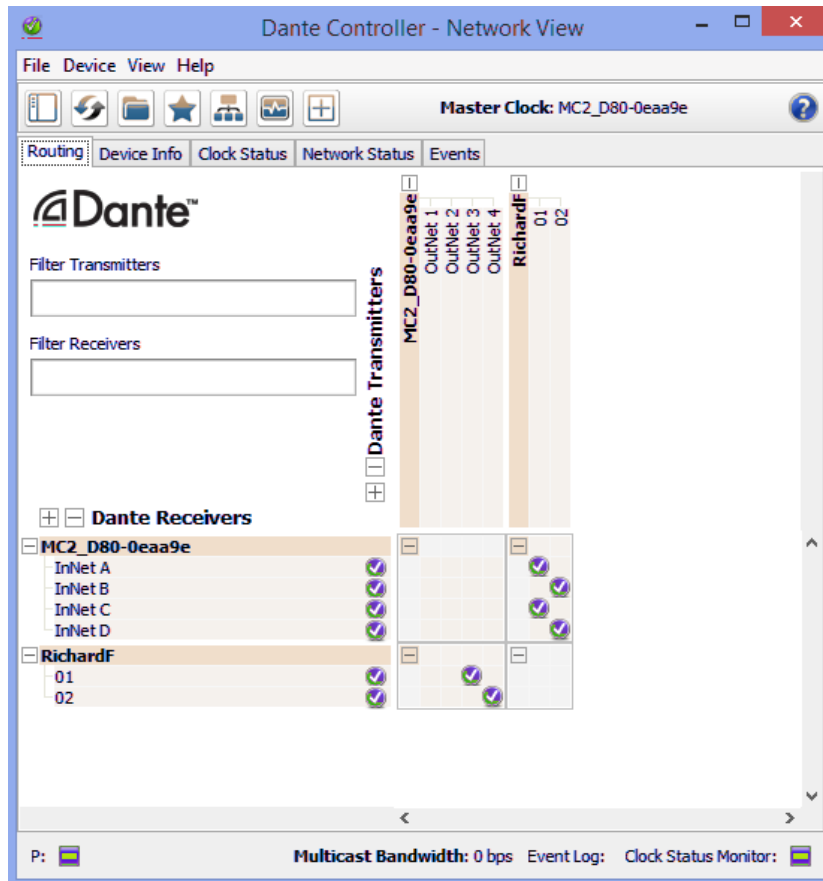 Dante Controller - Network View
File Device View Help
Master Clock: MC2_D80-0eaa9e
Routing Device Info Clock Status Network Status Events
Dante™
Filter Transmitters
Filter Receivers
Dante Transmitters
MC2_D80-0eaa9e
OutNet 1
OutNet 2
OutNet 3
OutNet 4
RichardF
01
02
Dante Receivers
MC2_D80-0eaa9e
InNet A
InNet B
InNet C
InNet D
RichardF
01
02
P: Multicast Bandwidth: 0 bps Event Log: Clock Status Monitor: